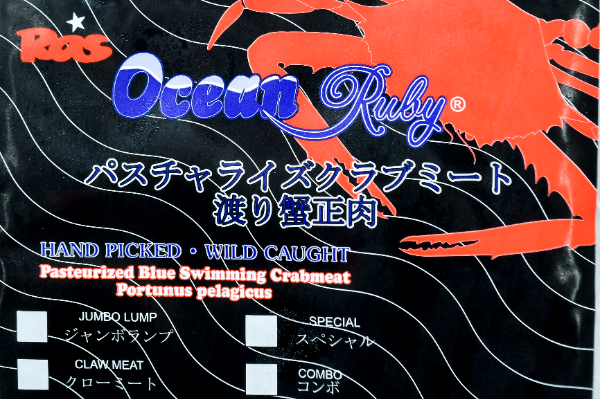 Ros
Ocean Ruby®
パスチャライズクラブミート
渡り蟹正肉
HAND PICKED・WILD CAUGHT
Pasteurized Blue Swimming Crabmeat
Portunus pelagicus
JUMBO LUMP
ジャンボランプ
SPECIAL
スペシャル
CLAW MEAT
クローミート
COMBO
コンボ